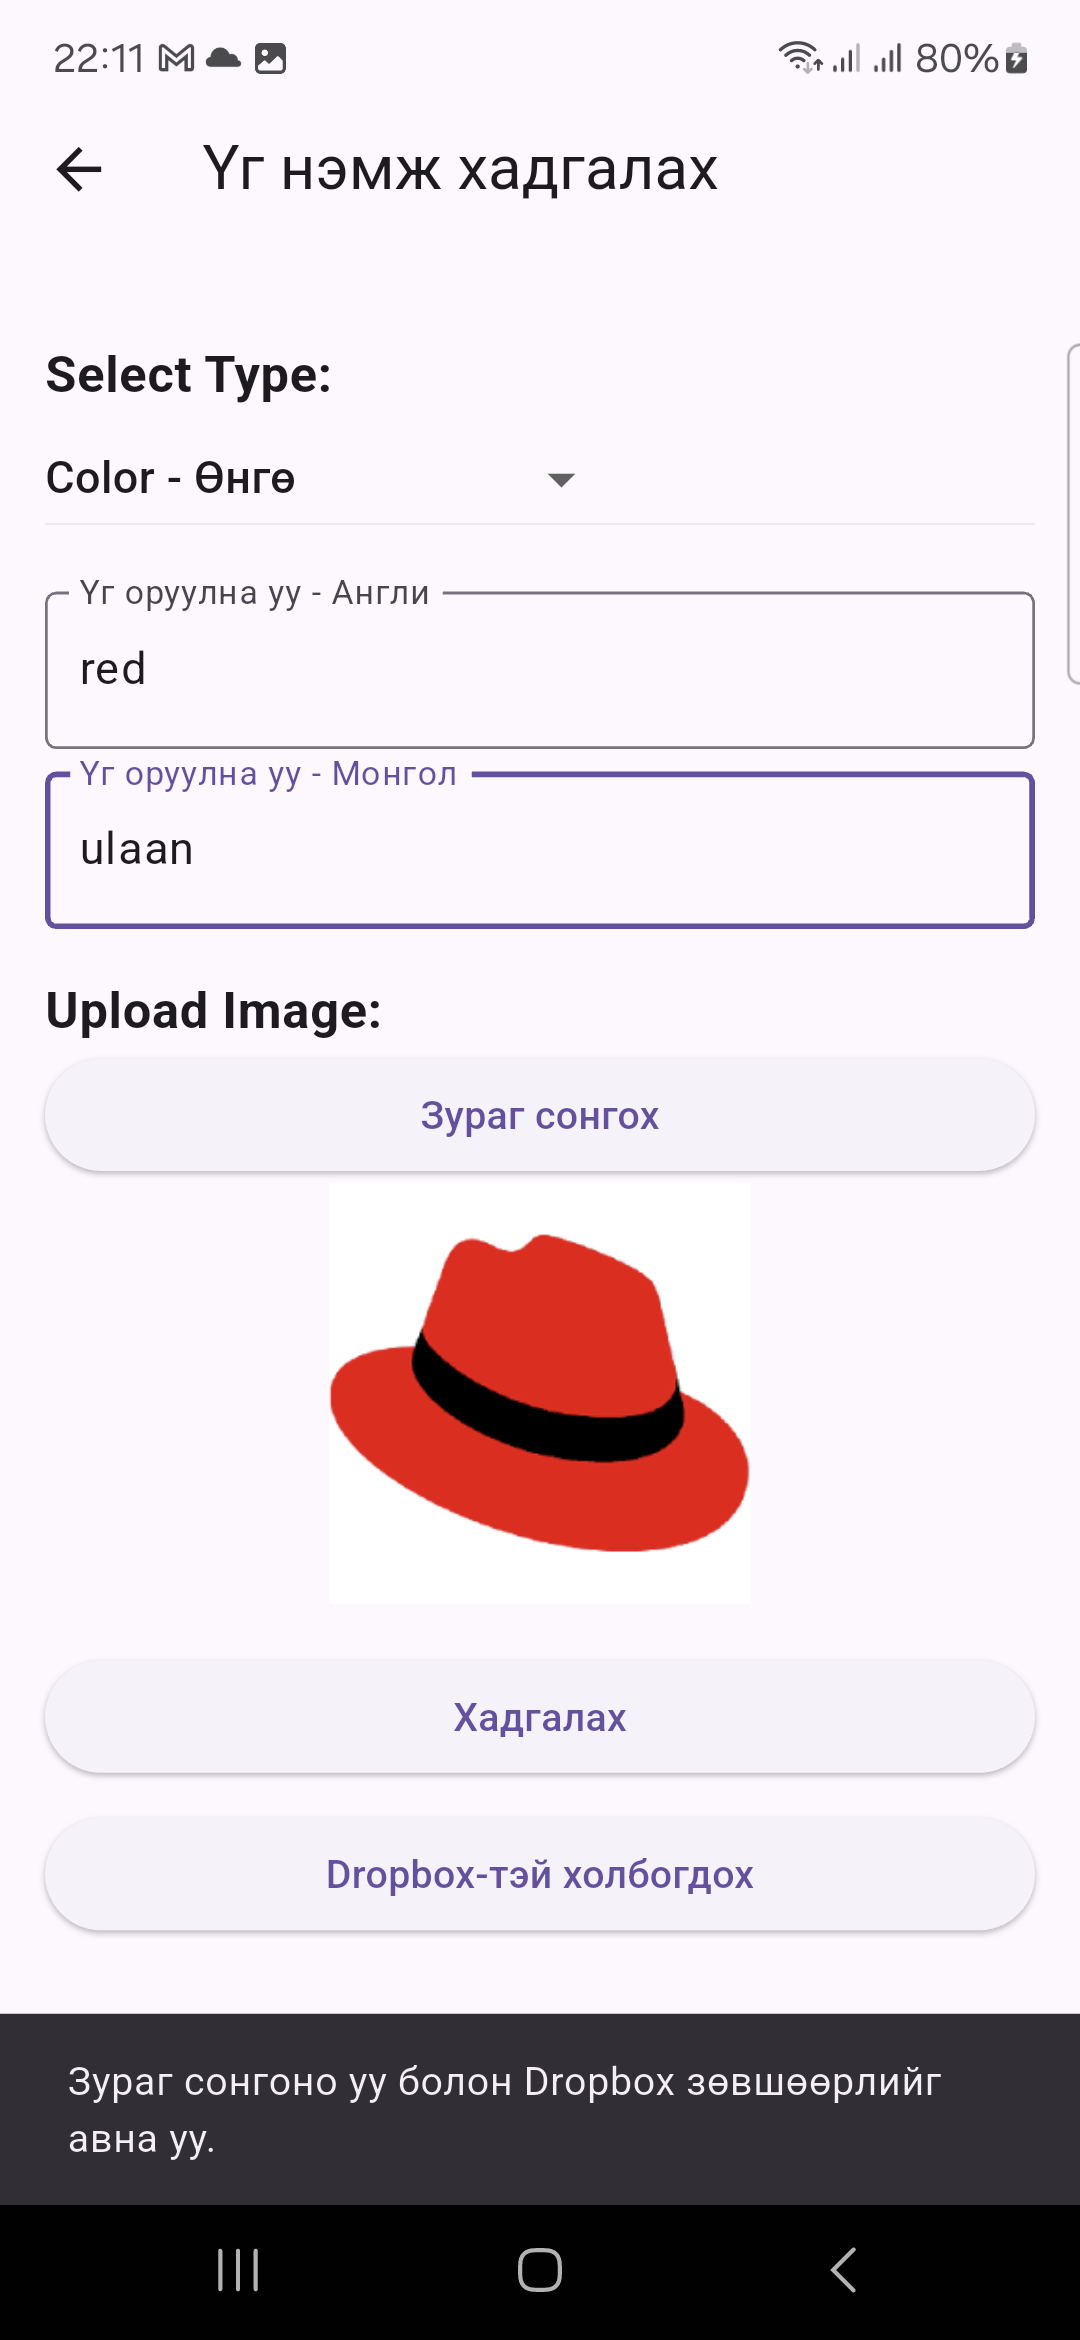 22:11
80%
Үг нэмж хадгалах
Select Type:
Color - Өнгө
Үг оруулна уу - Англи
red
Үг оруулна уу - Монгол
ulaan
Upload Image:
Зураг сонгох
Хадгалах
Dropbox-тэй холбогдох
Зураг сонгоно уу болон Dropbox зөвшөөрлийг
авна уу.